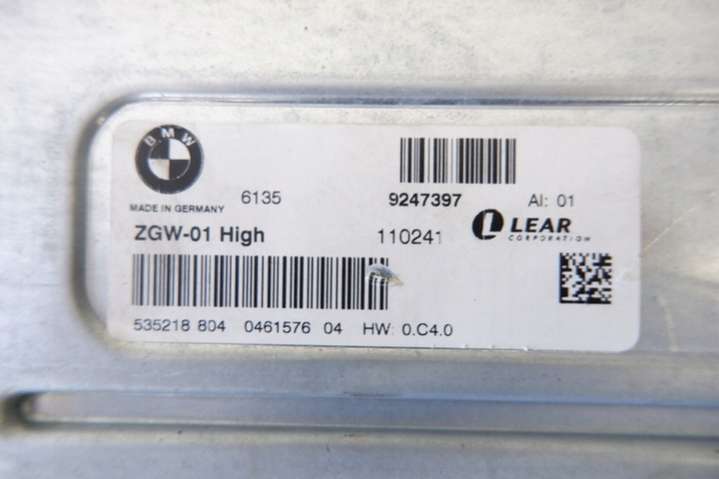 BMW
6135 9247397 AI: 01
MADE IN GERMANY
ZGW-01 High 110241 LEAR
CORPORATION
535218 804 0461576 04 HW: 0.C4.0